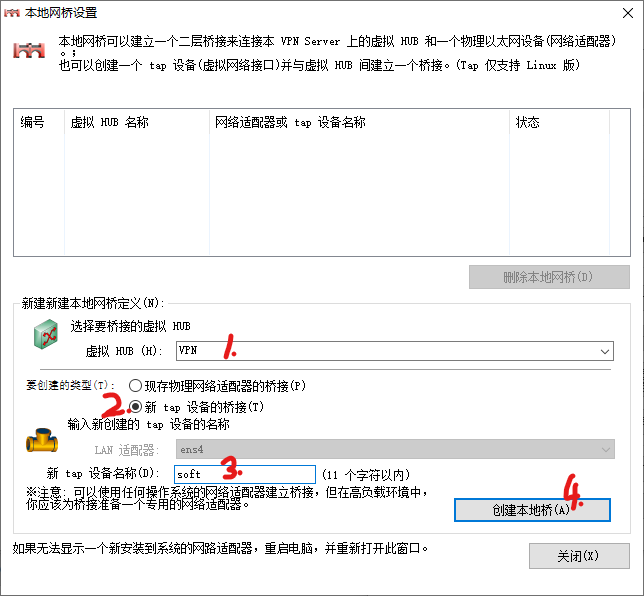 本地网桥设置
本地网桥可以建立一个二层桥接来连接本 VPN Server 上的虚拟 HUB 和一个物理以太网设备(网络适配器)
。;
也可以创建一个 tap 设备(虚拟网络接口)并与虚拟 HUB 间建立一个桥接。(Tap 仅支持 Linux 版)
编号 虚拟 HUB 名称 网络适配器或 tap 设备名称 状态
删除本地网桥(D)
新建新建本地网桥定义(N):
选择要桥接的虚拟 HUB
虚拟 HUB (H): VPN 1.
要创建的类型(T): 现存物理网络适配器的桥接(P)
2. 新 tap 设备的桥接(T)
输入新创建的 tap 设备的名称
LAN 适配器: ens4
新 tap 设备名称(D): soft 3. (11 个字符以内)
※注意: 可以使用任何操作系统的网络适配器建立桥接，但在高负载环境中，
你应该为桥接准备一个专用的网络适配器。
创建本地桥(A) 4.
如果无法显示一个新安装到系统的网路适配器，重启电脑，并重新打开此窗口。
关闭(X)